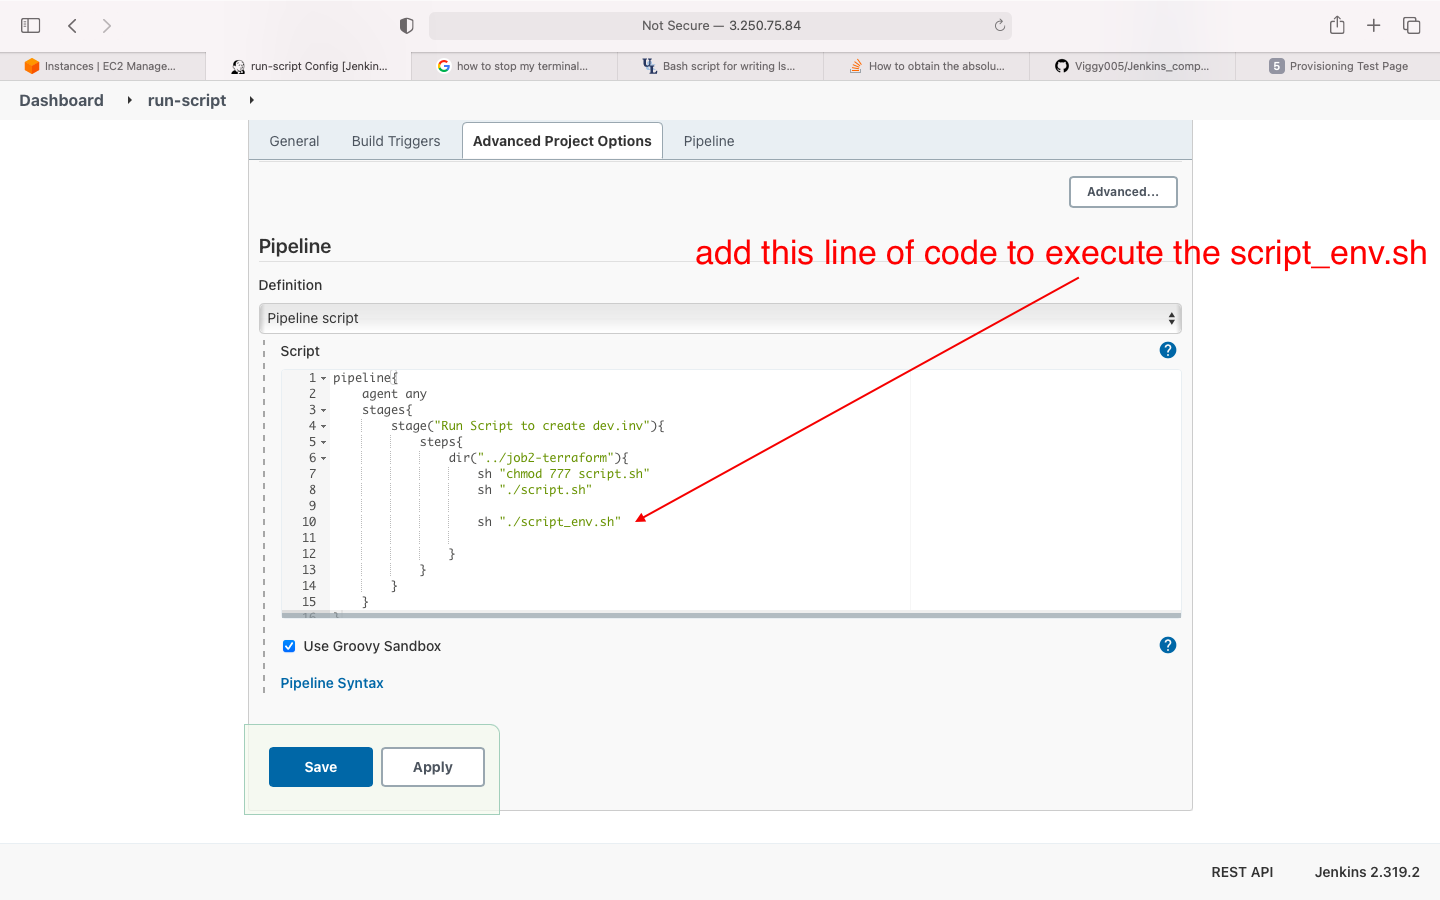 Not Secure — 3.250.75.84
Instances | EC2 Manage...
run-script Config [Jenkin...
how to stop my terminal...
Bash script for writing ls...
How to obtain the absolu...
Viggy005/Jenkins_comp...
5 Provisioning Test Page
Dashboard run-script
General Build Triggers Advanced Project Options Pipeline
Advanced...
Pipeline
add this line of code to execute the script_env.sh
Definition
Pipeline script
Script
?
1 pipeline{
2 agent any
3 stages{
4 stage("Run Script to create dev.inv"){
5 steps{
6 dir("../job2-terraform"){
7 sh "chmod 777 script.sh"
8 sh "./script.sh"
9
10 sh "./script_env.sh"
11
12 }
13 }
14 }
15 }
16 }
Use Groovy Sandbox
?
Pipeline Syntax
Save Apply
REST API Jenkins 2.319.2